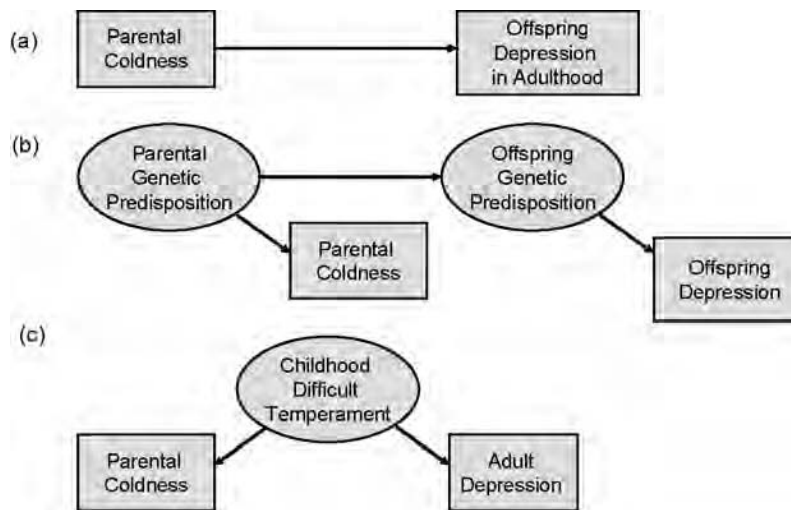 (a)
Parental
Coldness
Offspring
Depression
in Adulthood
(b)
Parental
Genetic
Predisposition
Offspring
Genetic
Predisposition
Parental
Coldness
Offspring
Depression
(c)
Childhood
Difficult
Temperament
Parental
Coldness
Adult
Depression